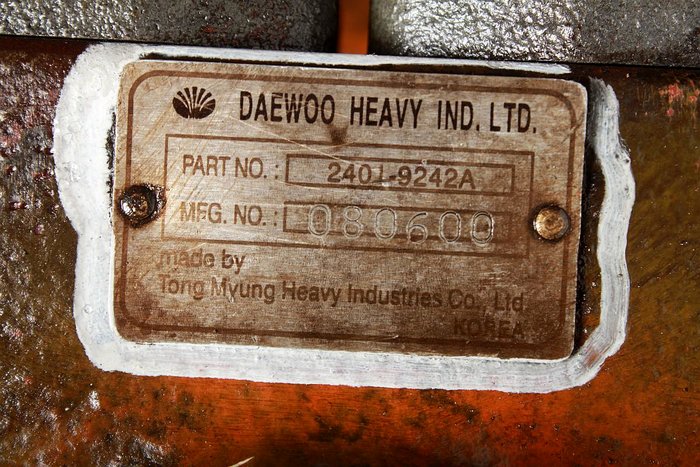 DAEWOO HEAVY IND. LTD.
PART NO. : 2401-9242A
MFG. NO. : 080600
made by
Tong Myung Heavy Industries Co., Ltd
KOREA